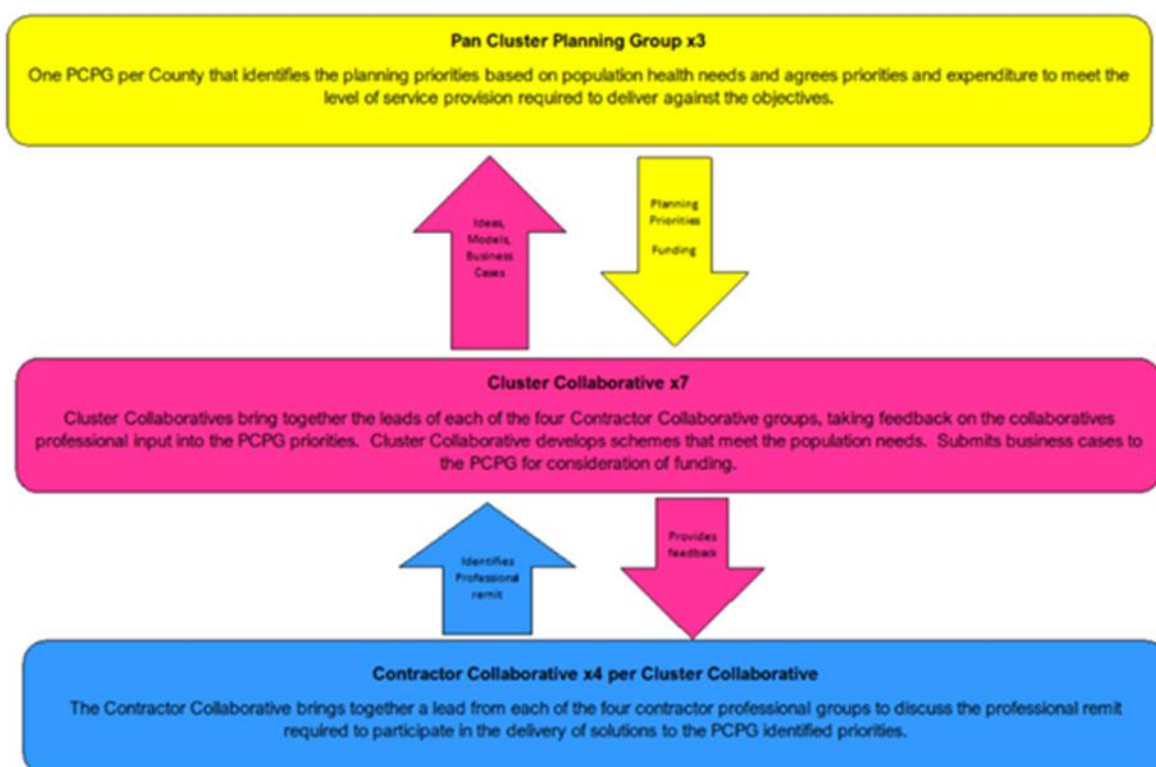 Pan Cluster Planning Group x3
One PCPG per County that identifies the planning priorities based on population health needs and agrees priorities and expenditure to meet the
level of service provision required to deliver against the objectives.
Ideas,
Models,
Business
Cases
Planning
Priorities
Funding
Cluster Collaborative x7
Cluster Collaboratives bring together the leads of each of the four Contractor Collaborative groups, taking feedback on the collaboratives
professional input into the PCPG priorities. Cluster Collaborative develops schemes that meet the population needs. Submits business cases to
the PCPG for consideration of funding.
Identifies
Professional
remit
Provides
feedback
Contractor Collaborative x4 per Cluster Collaborative
The Contractor Collaborative brings together a lead from each of the four contractor professional groups to discuss the professional remit
required to participate in the delivery of solutions to the PCPG identified priorities.